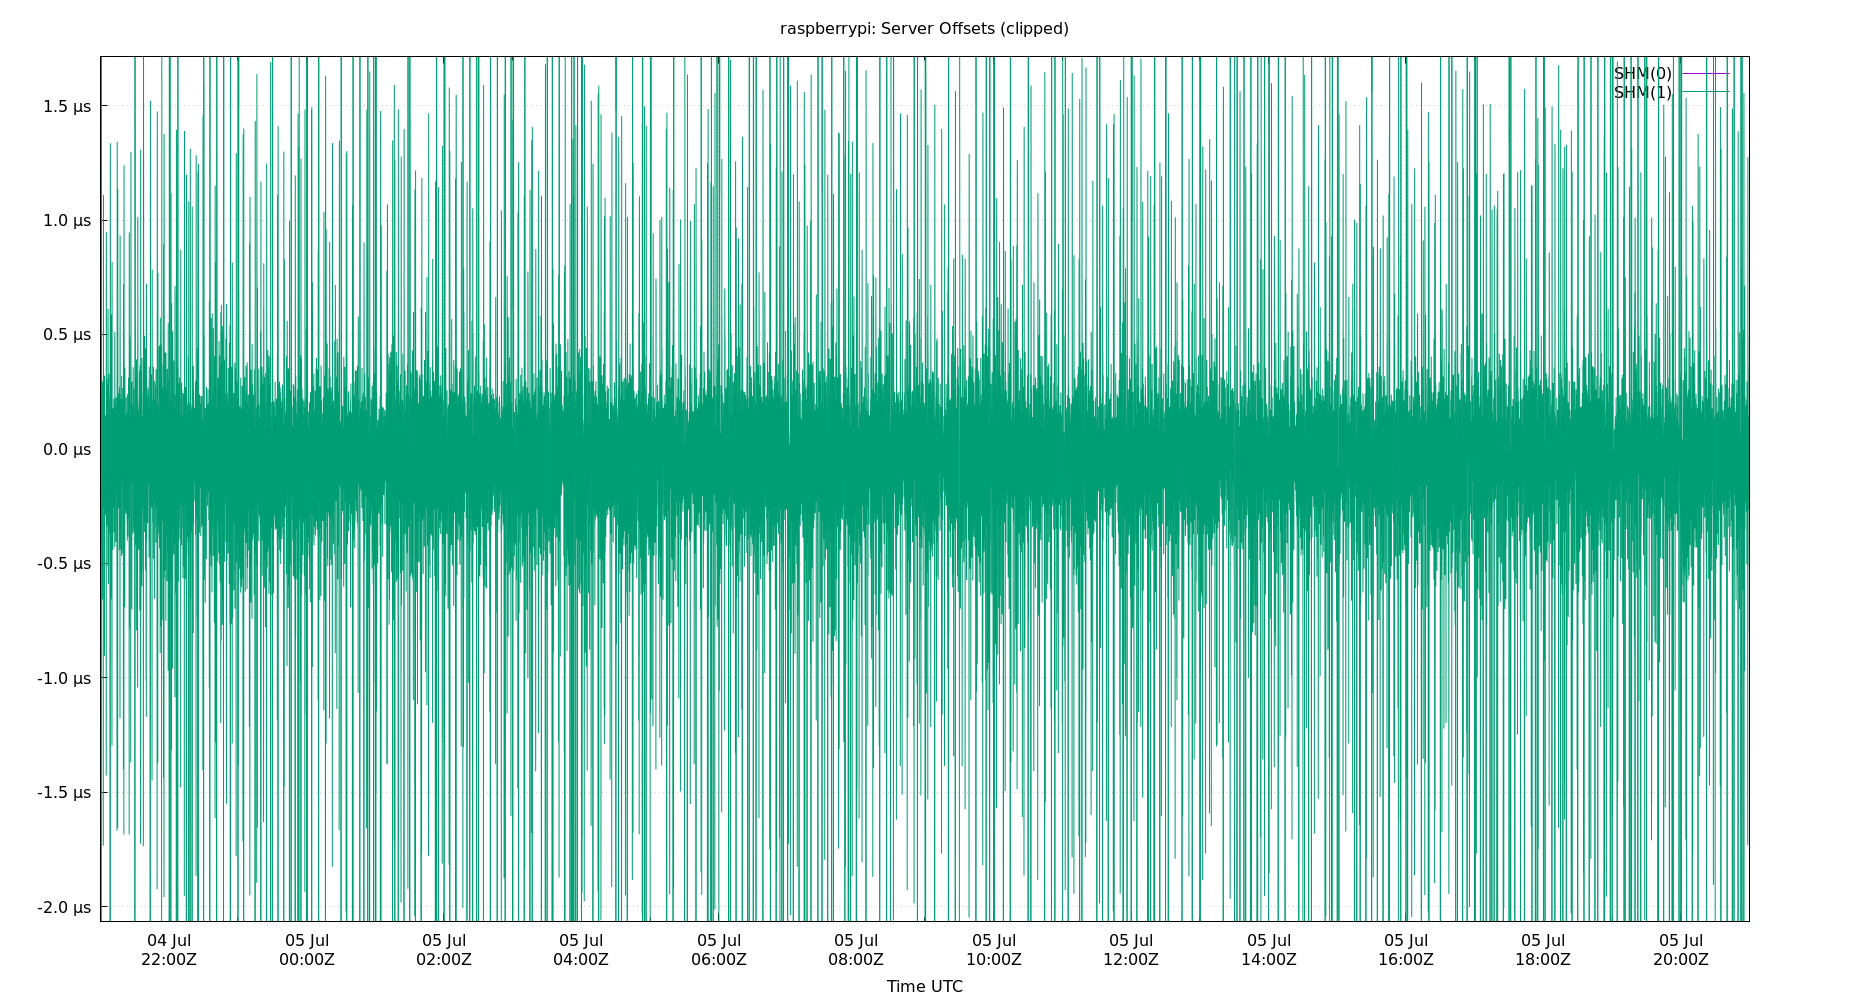 raspberrypi: Server Offsets (clipped)
SHM(0)
SHM(1)
1.5 µs
1.0 µs
0.5 µs
0.0 µs
-0.5 µs
-1.0 µs
-1.5 µs
-2.0 µs
04 Jul 05 Jul 05 Jul 05 Jul 05 Jul 05 Jul 05 Jul 05 Jul 05 Jul 05 Jul 05 Jul 05 Jul
22:00Z 00:00Z 02:00Z 04:00Z 06:00Z 08:00Z 10:00Z 12:00Z 14:00Z 16:00Z 18:00Z 20:00Z
Time UTC